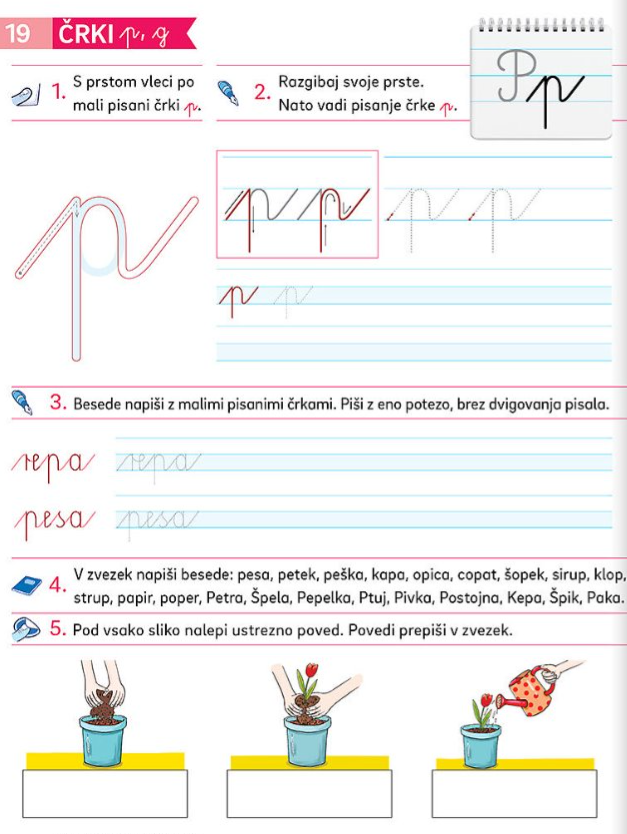 19 ČRKI p, g
1. S prstom vleci po
mali pisani črki p.
2. Razgibaj svoje prste.
Nato vadi pisanje črke p.
P p
p p p p
p p
3. Besede napiši z malimi pisanimi črkami. Piši z eno potezo, brez dvigovanja pisala.
repa repa
pesa pesa
4. V zvezek napiši besede: pesa, petek, peška, kapa, opica, copat, šopek, sirup, klop,
strup, papir, poper, Petra, Špela, Pepelka, Ptuj, Pivka, Postojna, Kepa, Špik, Paka.
5. Pod vsako sliko nalepi ustrezno poved. Povedi prepiši v zvezek.